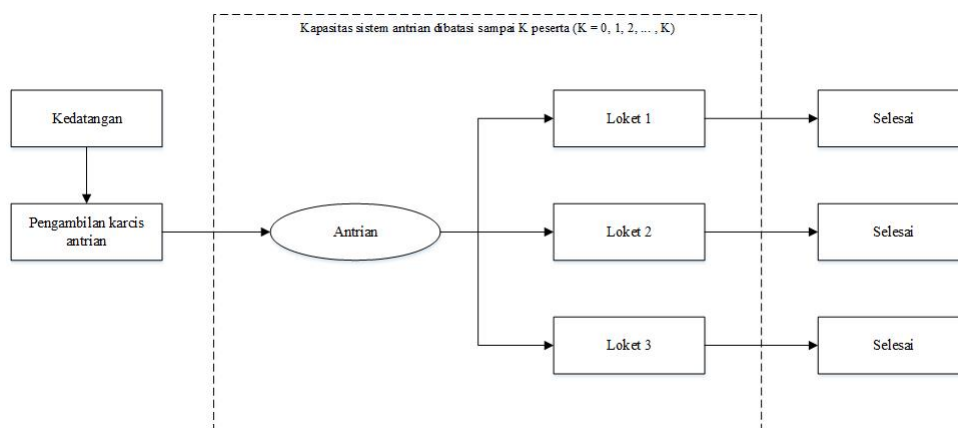 Kapasitas sistem antrian dibatasi sampai K peserta (K = 0, 1, 2, ... , K)
Kedatangan
Pengambilan karcis
antrian
Antrian
Loket 1
Selesai
Loket 2
Selesai
Loket 3
Selesai